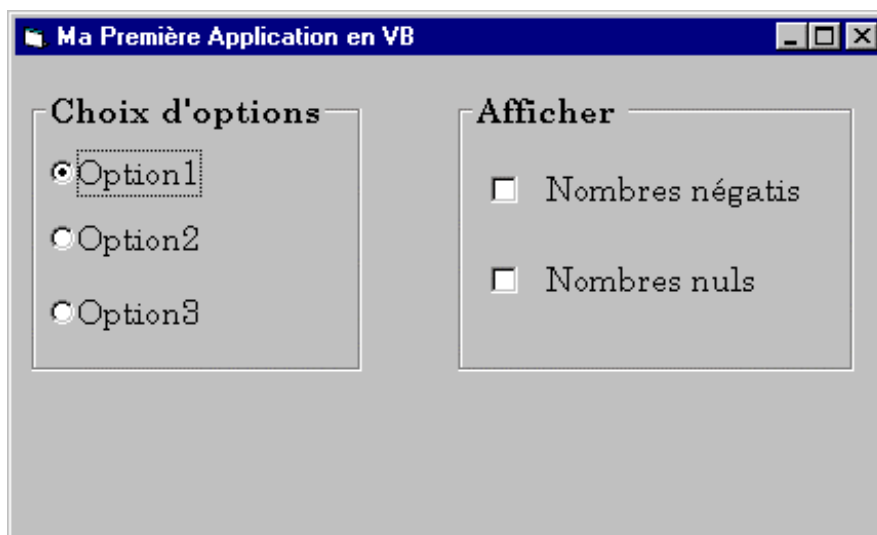 Ma Première Application en VB
Choix d'options
Option1
Option2
Option3
Afficher
Nombres négatis
Nombres nuls